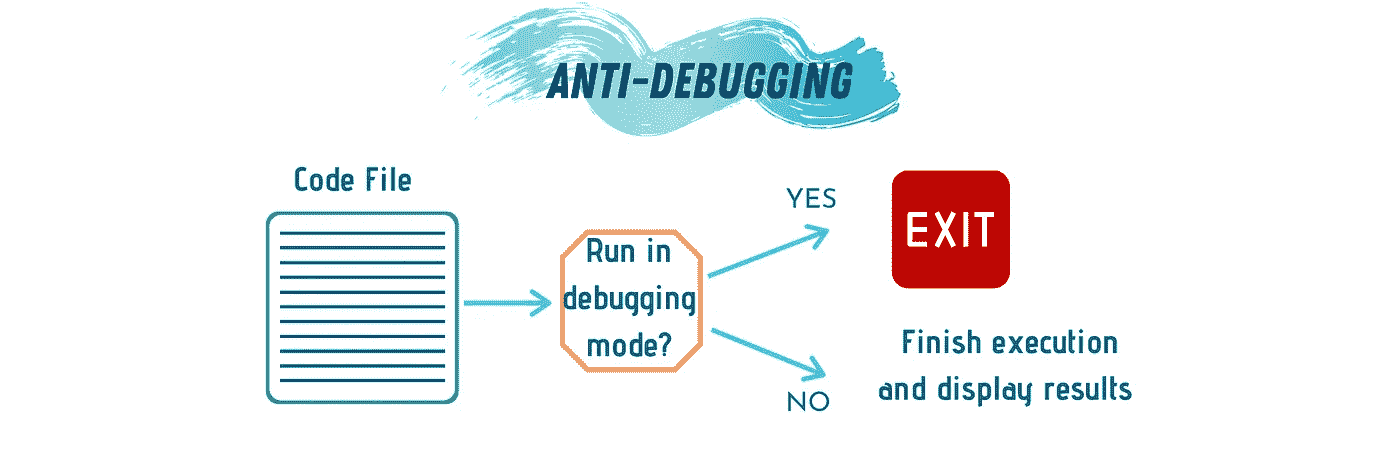 ANTI-DEBUGGING
Code File
Run in
debugging
mode?
YES
EXIT
NO
Finish execution
and display results